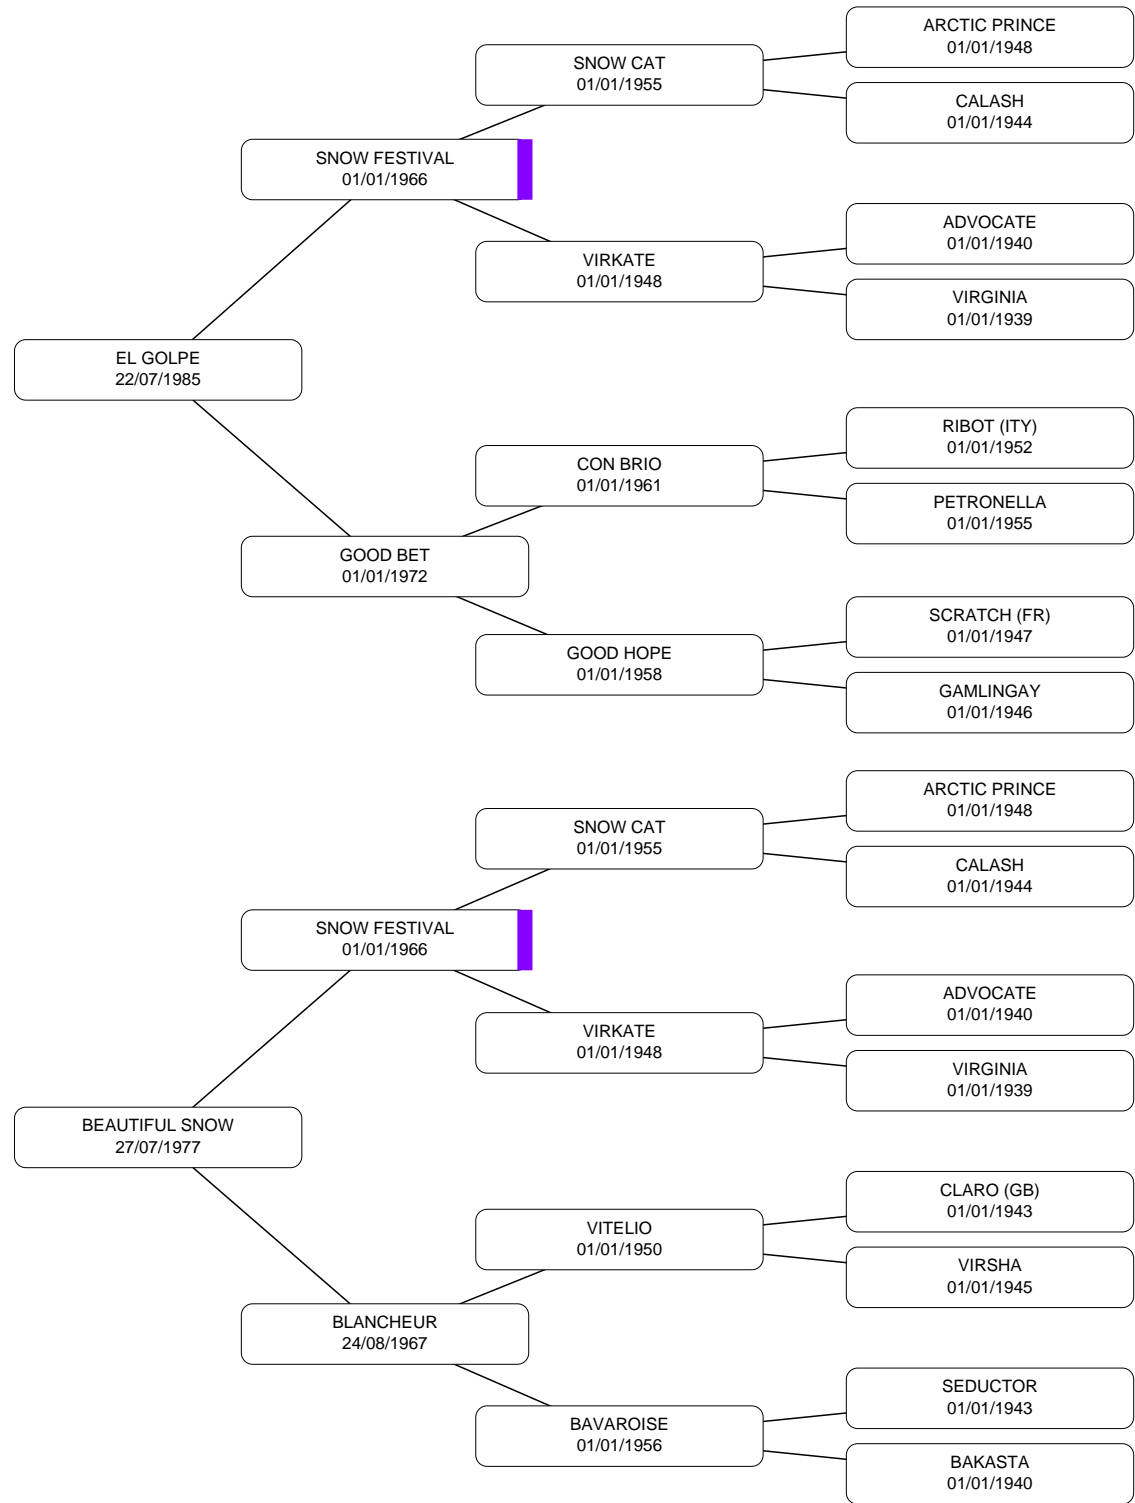 ARCTIC PRINCE
01/01/1948
SNOW CAT
01/01/1955
CALASH
01/01/1944
SNOW FESTIVAL
01/01/1966
ADVOCATE
01/01/1940
VIRKATE
01/01/1948
VIRGINIA
01/01/1939
EL GOLPE
22/07/1985
RIBOT (ITY)
01/01/1952
CON BRIO
01/01/1961
PETRONELLA
01/01/1955
GOOD BET
01/01/1972
SCRATCH (FR)
01/01/1947
GOOD HOPE
01/01/1958
GAMLINGAY
01/01/1946
ARCTIC PRINCE
01/01/1948
SNOW CAT
01/01/1955
CALASH
01/01/1944
SNOW FESTIVAL
01/01/1966
ADVOCATE
01/01/1940
VIRKATE
01/01/1948
VIRGINIA
01/01/1939
BEAUTIFUL SNOW
27/07/1977
CLARO (GB)
01/01/1943
VITELIO
01/01/1950
VIRSHA
01/01/1945
BLANCHEUR
24/08/1967
SEDUCTOR
01/01/1943
BAVAROISE
01/01/1956
BAKASTA
01/01/1940